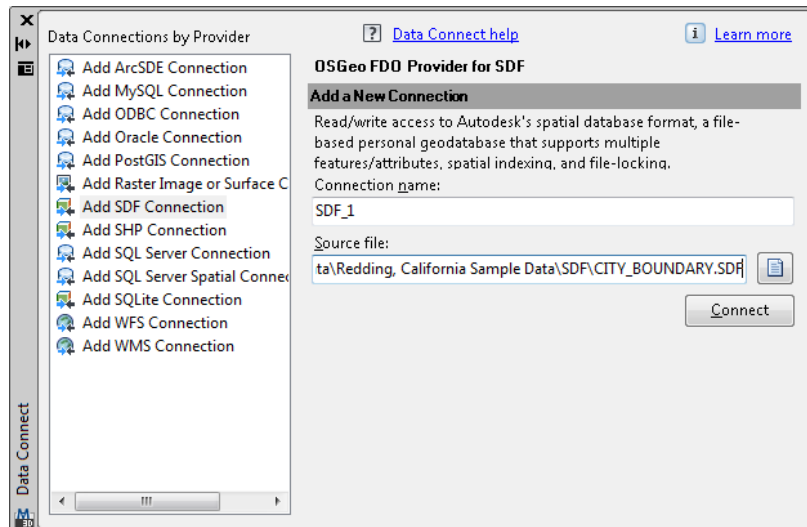 Data Connections by Provider
Add ArcSDE Connection
Add MySQL Connection
Add ODBC Connection
Add Oracle Connection
Add PostGIS Connection
Add Raster Image or Surface C
Add SDF Connection
Add SHP Connection
Add SQL Server Connection
Add SQL Server Spatial Connec
Add SQLite Connection
Add WFS Connection
Add WMS Connection
Data Connect
? Data Connect help
i Learn more
OSGeo FDO Provider for SDF
Add a New Connection
Read/write access to Autodesk's spatial database format, a file-
based personal geodatabase that supports multiple
features/attributes, spatial indexing, and file-locking.
Connection name:
SDF_1
Source file:
ta\Redding, California Sample Data\SDF\CITY_BOUNDARY.SDF
Connect